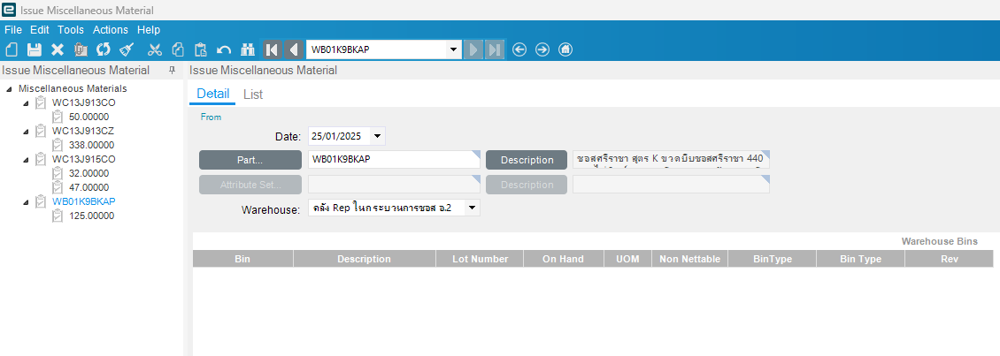 Issue Miscellaneous Material
File Edit Tools Actions Help
WB01K9BKAP
Issue Miscellaneous Material
Issue Miscellaneous Material
Miscellaneous Materials
WC13J913CO
50.00000
WC13J913CZ
338.00000
WC13J915CO
32.00000
47.00000
WB01K9BKAP
125.00000
Detail List
From
Date: 25/01/2025
Part... WB01K9BKAP Description ซอสศรีราชา สูตร K ขวดบีบซอสศรีราชา 440
Attribute Set... Description
Warehouse: คลัง Rep ในกระบวนการซอส อ.2
Warehouse Bins
Bin Description Lot Number On Hand UOM Non Nettable BinType Bin Type Rev